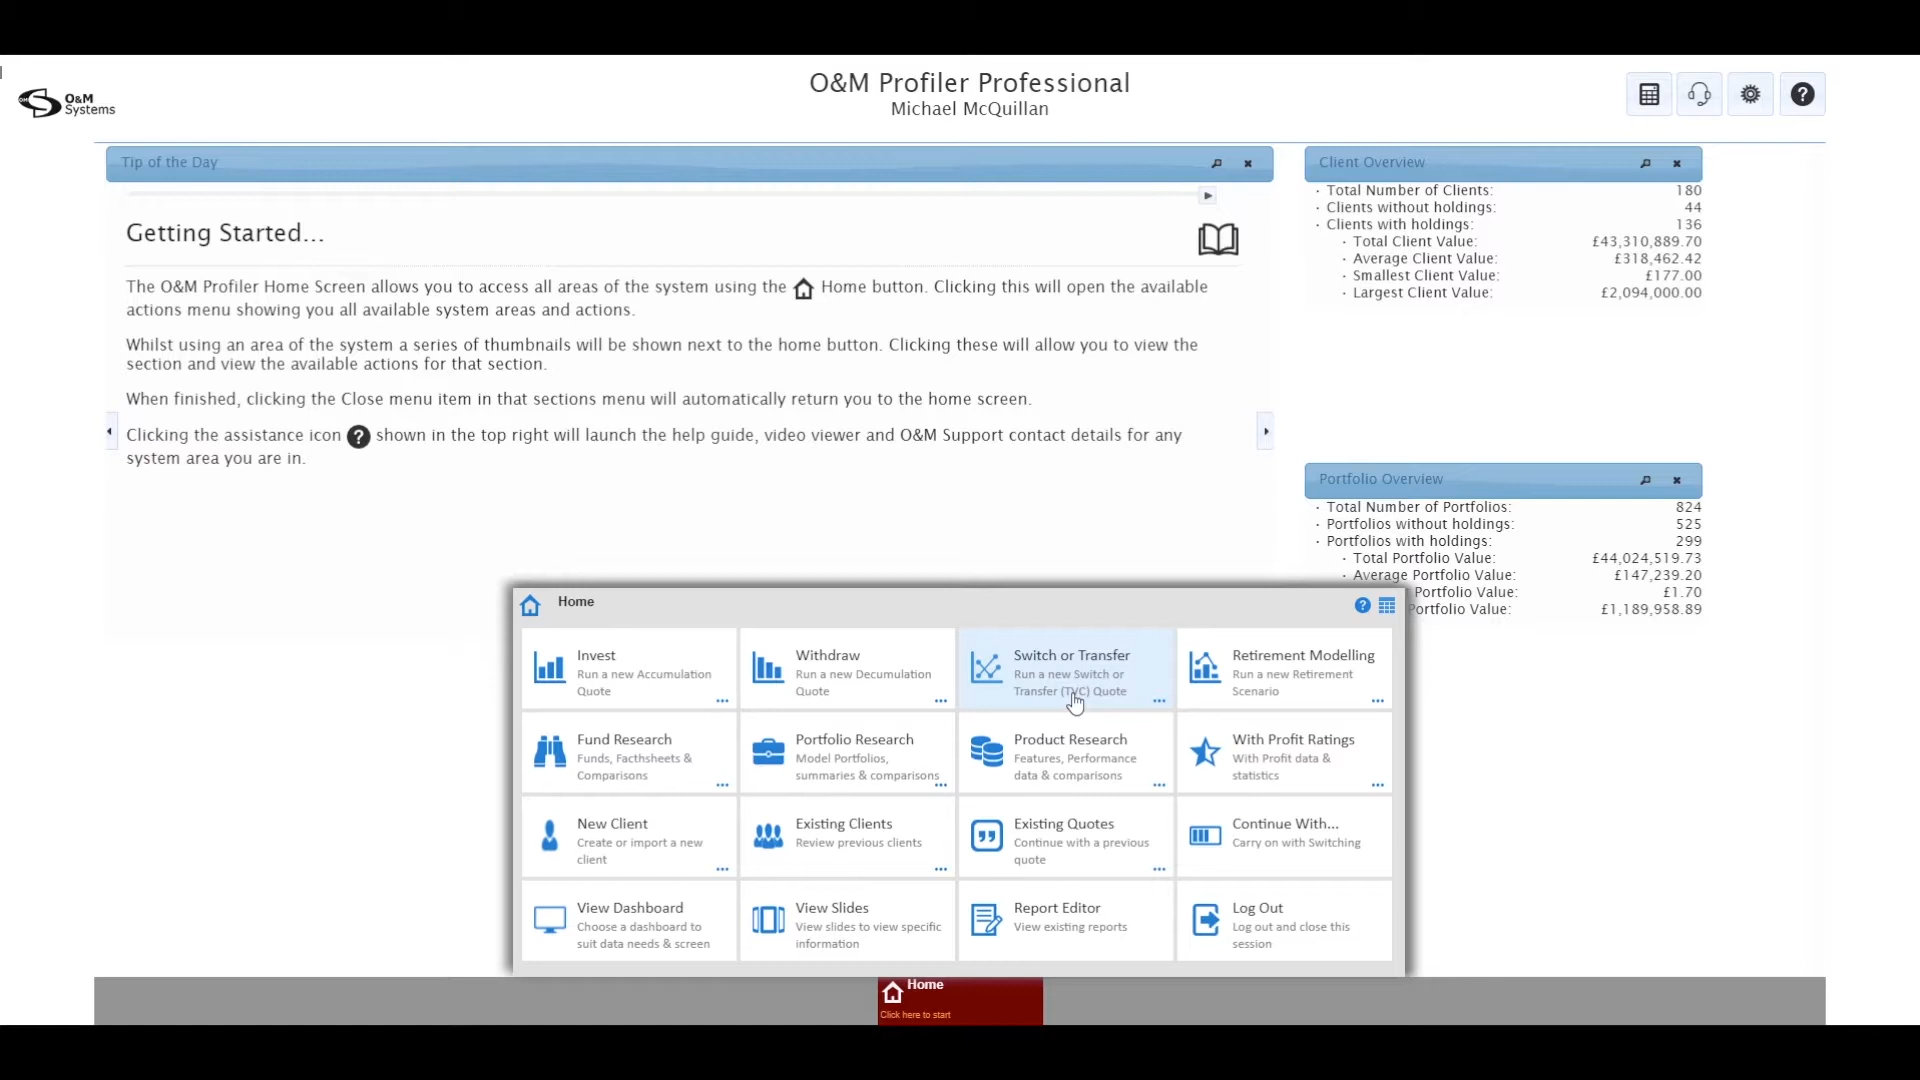 O&M
Systems
O&M Profiler Professional
Michael McQuillan
Tip of the Day
Getting Started...
The O&M Profiler Home Screen allows you to access all areas of the system using the Home button. Clicking this will open the available
actions menu showing you all available system areas and actions.
Whilst using an area of the system a series of thumbnails will be shown next to the home button. Clicking these will allow you to view the
section and view the available actions for that section.
When finished, clicking the Close menu item in that sections menu will automatically return you to the home screen.
Clicking the assistance icon ? shown in the top right will launch the help guide, video viewer and O&M Support contact details for any
system area you are in.
Client Overview
· Total Number of Clients: 180
· Clients without holdings: 44
· Clients with holdings: 136
· Total Client Value: £43,310,889.70
· Average Client Value: £318,462.42
· Smallest Client Value: £177.00
· Largest Client Value: £2,094,000.00
Portfolio Overview
· Total Number of Portfolios: 824
· Portfolios without holdings: 525
· Portfolios with holdings: 299
· Total Portfolio Value: £44,024,519.73
· Average Portfolio Value: £147,239.20
Portfolio Value: £1.70
Portfolio Value: £1,189,958.89
Home
Invest
Run a new Accumulation
Quote
Withdraw
Run a new Decumulation
Quote
Switch or Transfer
Run a new Switch or
Transfer (TVC) Quote
Retirement Modelling
Run a new Retirement
Scenario
Fund Research
Funds, Factsheets &
Comparisons
Portfolio Research
Model Portfolios,
summaries & comparisons
Product Research
Features, Performance
data & comparisons
With Profit Ratings
With Profit data &
statistics
New Client
Create or import a new
client
Existing Clients
Review previous clients
Existing Quotes
Continue with a previous
quote
Continue With...
Carry on with Switching
View Dashboard
Choose a dashboard to
suit data needs & screen
View Slides
View slides to view specific
information
Report Editor
View existing reports
Log Out
Log out and close this
session
Home
Click here to start